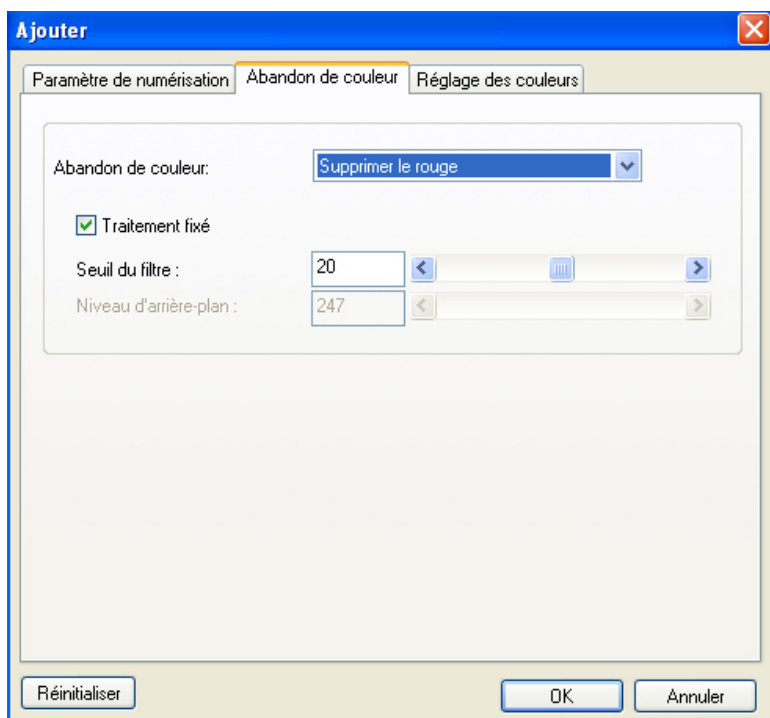 Ajouter
Paramètre de numérisation Abandon de couleur Réglage des couleurs
Abandon de couleur: Supprimer le rouge
Traitement fixé
Seuil du filtre : 20
Niveau d'arrière-plan : 247
Réinitialiser OK Annuler